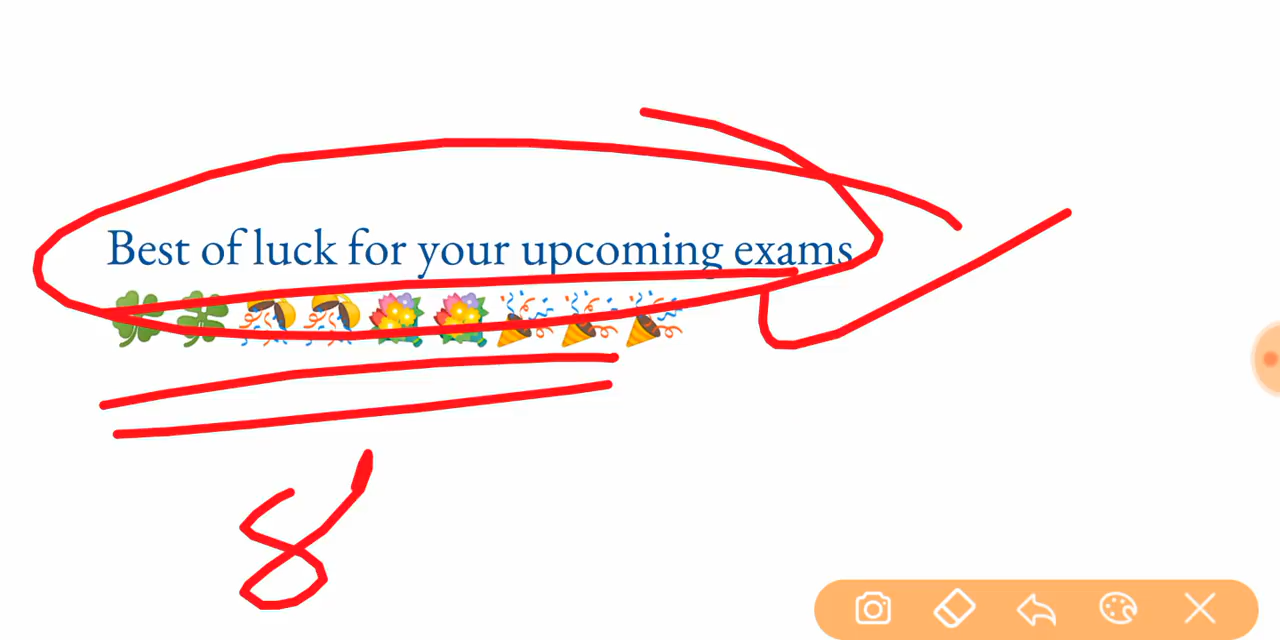 Best of luck for your upcoming exams
☘️🍀🎊🎊💐💐🎉🎉🎉
8